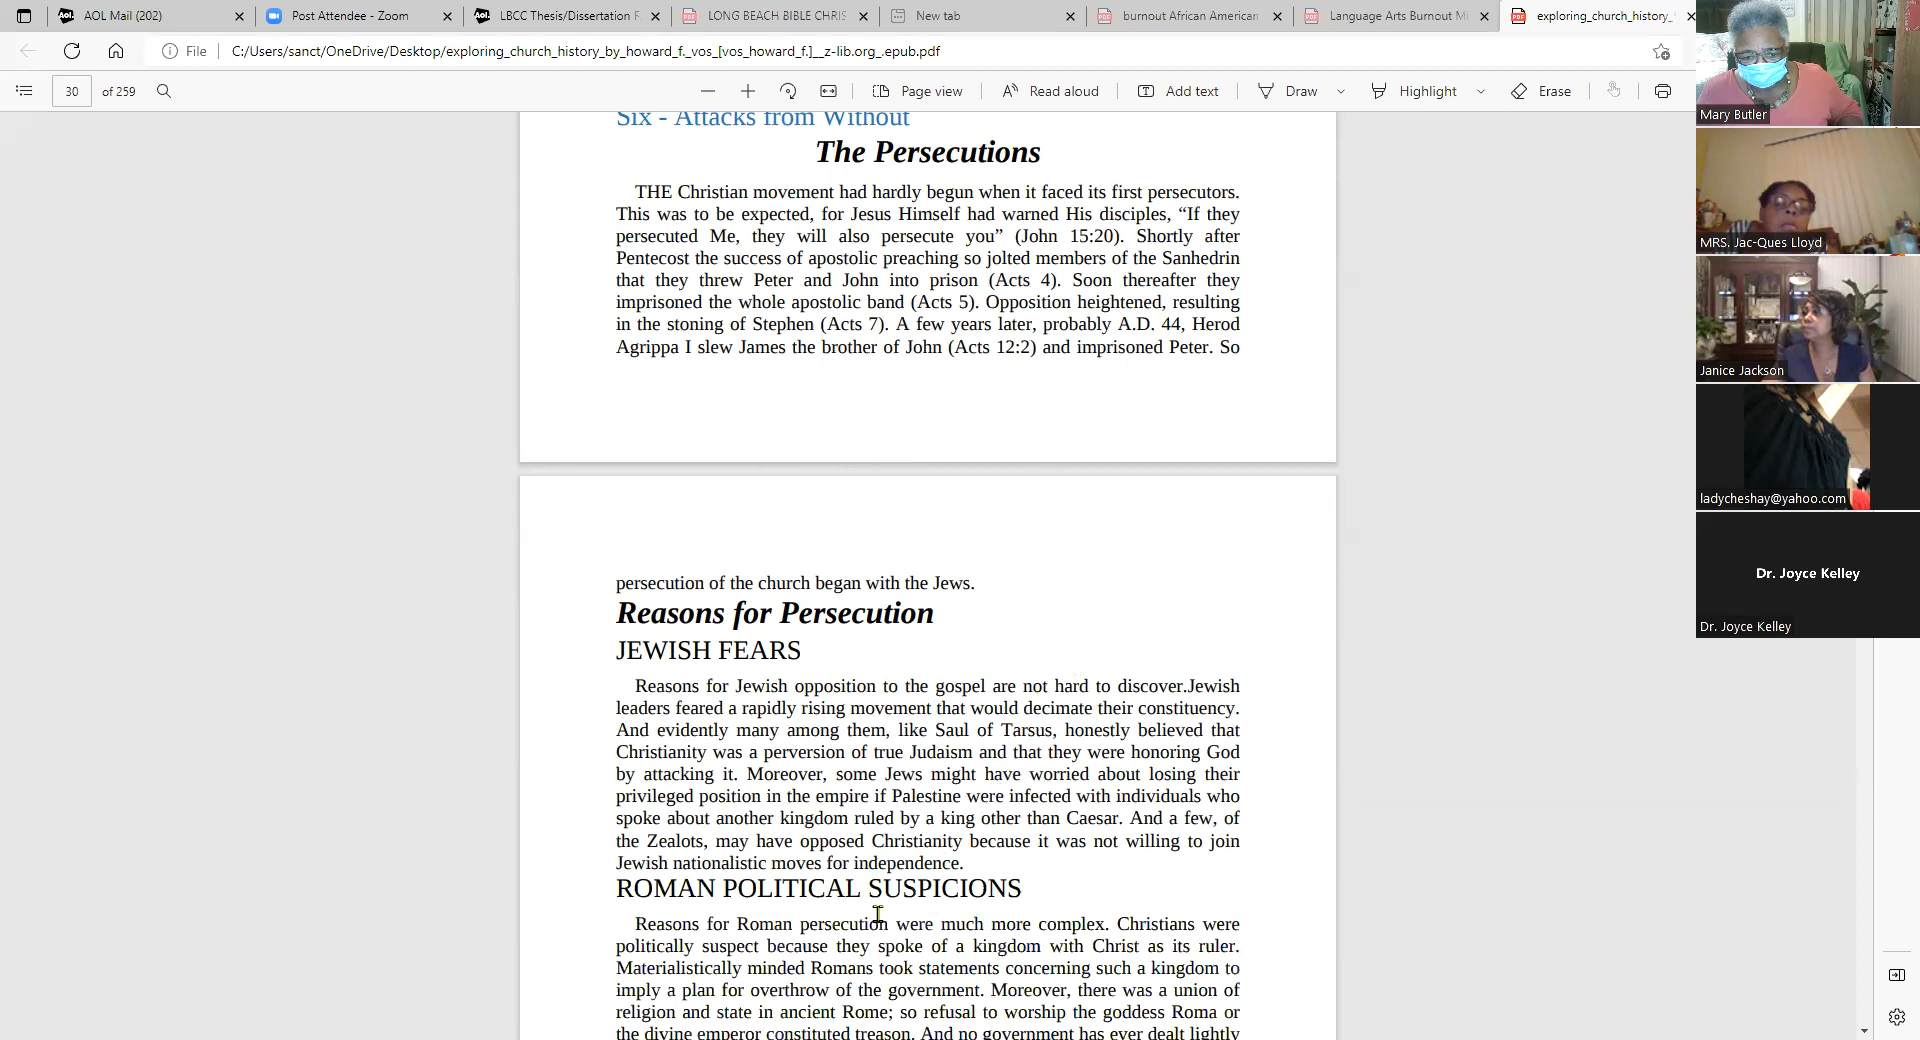 AOL Mail (202)
Post Attendee - Zoom
LBCC Thesis/Dissertation R
LONG BEACH BIBLE CHRIS
New tab
burnout African American
Language Arts Burnout MI
exploring_church_history_
File
C:/Users/sanct/OneDrive/Desktop/exploring_church_history_by_howard_f._vos_[vos_howard_f.]__z-lib.org_.epub.pdf
30 of 259
Page view
Read aloud
Add text
Draw
Highlight
Erase
Six - Attacks from Without
The Persecutions
THE Christian movement had hardly begun when it faced its first persecutors.
This was to be expected, for Jesus Himself had warned His disciples, “If they
persecuted Me, they will also persecute you” (John 15:20). Shortly after
Pentecost the success of apostolic preaching so jolted members of the Sanhedrin
that they threw Peter and John into prison (Acts 4). Soon thereafter they
imprisoned the whole apostolic band (Acts 5). Opposition heightened, resulting
in the stoning of Stephen (Acts 7). A few years later, probably A.D. 44, Herod
Agrippa I slew James the brother of John (Acts 12:2) and imprisoned Peter. So
persecution of the church began with the Jews.
Reasons for Persecution
JEWISH FEARS
Reasons for Jewish opposition to the gospel are not hard to discover.Jewish
leaders feared a rapidly rising movement that would decimate their constituency.
And evidently many among them, like Saul of Tarsus, honestly believed that
Christianity was a perversion of true Judaism and that they were honoring God
by attacking it. Moreover, some Jews might have worried about losing their
privileged position in the empire if Palestine were infected with individuals who
spoke about another kingdom ruled by a king other than Caesar. And a few, of
the Zealots, may have opposed Christianity because it was not willing to join
Jewish nationalistic moves for independence.
ROMAN POLITICAL SUSPICIONS
Reasons for Roman persecution were much more complex. Christians were
politically suspect because they spoke of a kingdom with Christ as its ruler.
Materialistically minded Romans took statements concerning such a kingdom to
imply a plan for overthrow of the government. Moreover, there was a union of
religion and state in ancient Rome; so refusal to worship the goddess Roma or
the divine emperor constituted treason. And no government has ever dealt lightly
Mary Butler
MRS. Jac-Ques Lloyd
Janice Jackson
ladycheshay@yahoo.com
Dr. Joyce Kelley
Dr. Joyce Kelley